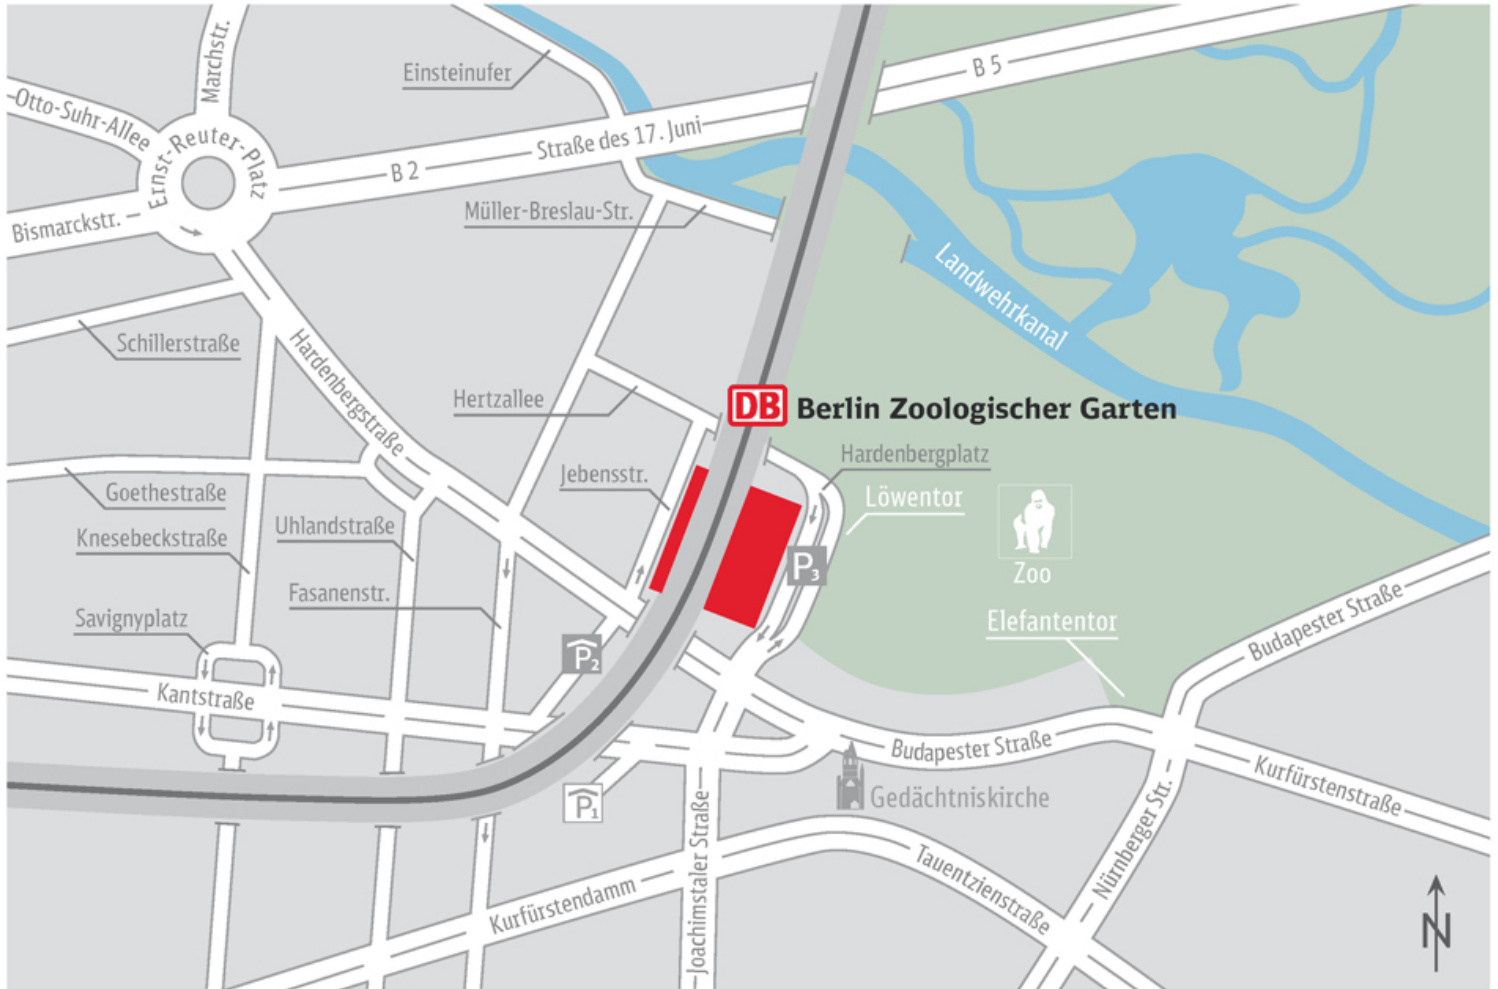 Marchstr.
Einsteinufer
B 5
Otto-Suhr-Allee
Ernst-Reuter-Platz
Straße des 17. Juni
B 2
Bismarckstr.
Müller-Breslau-Str.
Landwehrkanal
Schillerstraße
Hardenbergstraße
Hertzallee
DB Berlin Zoologischer Garten
Hardenbergplatz
Jebensstr.
Löwentor
Goethestraße
Uhlandstraße
Knesebeckstraße
P3
Zoo
Fasanenstr.
Savignyplatz
Elefantentor
Budapester Straße
P2
Kantstraße
Budapester Straße
Kurfürstenstraße
P1
Gedächtniskirche
Joachimstaler Straße
Nürnberger Str.
Kurfürstendamm
Tauentzienstraße
N